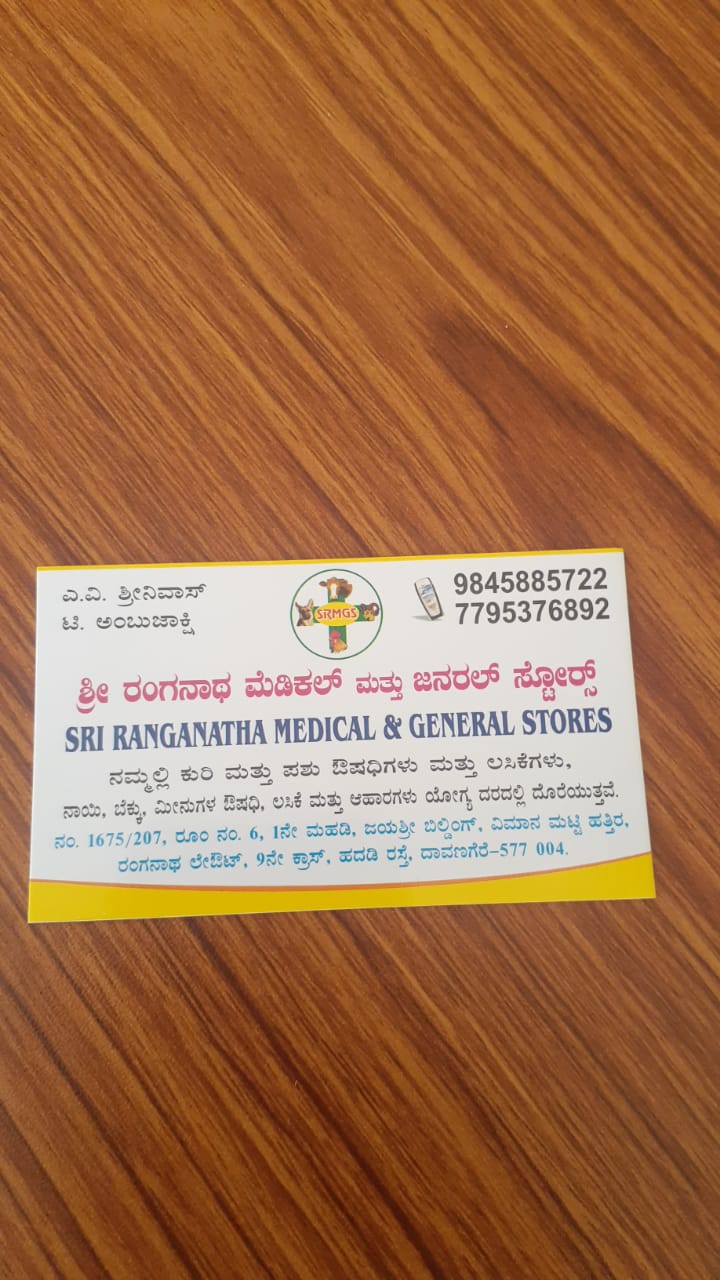 ಎ.ವಿ. ಶ್ರೀನಿವಾಸ್
ಟಿ. ಅಂಬುಜಾಕ್ಷಿ
SRMGS
9845885722
7795376892
ಶ್ರೀ ರಂಗನಾಥ ಮೆಡಿಕಲ್ ಮತ್ತು ಜನರಲ್ ಸ್ಟೋರ್ಸ್
SRI RANGANATHA MEDICAL & GENERAL STORES
ನಮ್ಮಲ್ಲಿ ಕುರಿ ಮತ್ತು ಪಶು ಔಷಧಿಗಳು ಮತ್ತು ಲಸಿಕೆಗಳು,
ನಾಯಿ, ಬೆಕ್ಕು, ಮೀನುಗಳ ಔಷಧಿ, ಲಸಿಕೆ ಮತ್ತು ಆಹಾರಗಳು ಯೋಗ್ಯ ದರದಲ್ಲಿ ದೊರೆಯುತ್ತವೆ.
ನಂ. 1675/207, ರೂಂ ನಂ. 6, 1ನೇ ಮಹಡಿ, ಜಯಶ್ರೀ ಬಿಲ್ಡಿಂಗ್, ವಿಮಾನ ಮಟ್ಟಿ ಹತ್ತಿರ,
ರಂಗನಾಥ ಲೇಔಟ್, 9ನೇ ಕ್ರಾಸ್, ಹದಡಿ ರಸ್ತೆ, ದಾವಣಗೆರೆ-577 004.